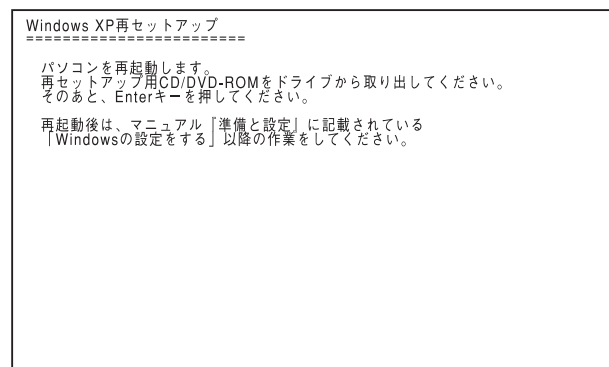 Windows XP再セットアップ
========================
パソコンを再起動します。
再セットアップ用CD/DVD-ROMをドライブから取り出してください。
そのあと、Enterキーを押してください。
再起動後は、マニュアル『準備と設定』に記載されている
「Windowsの設定をする」以降の作業をしてください。